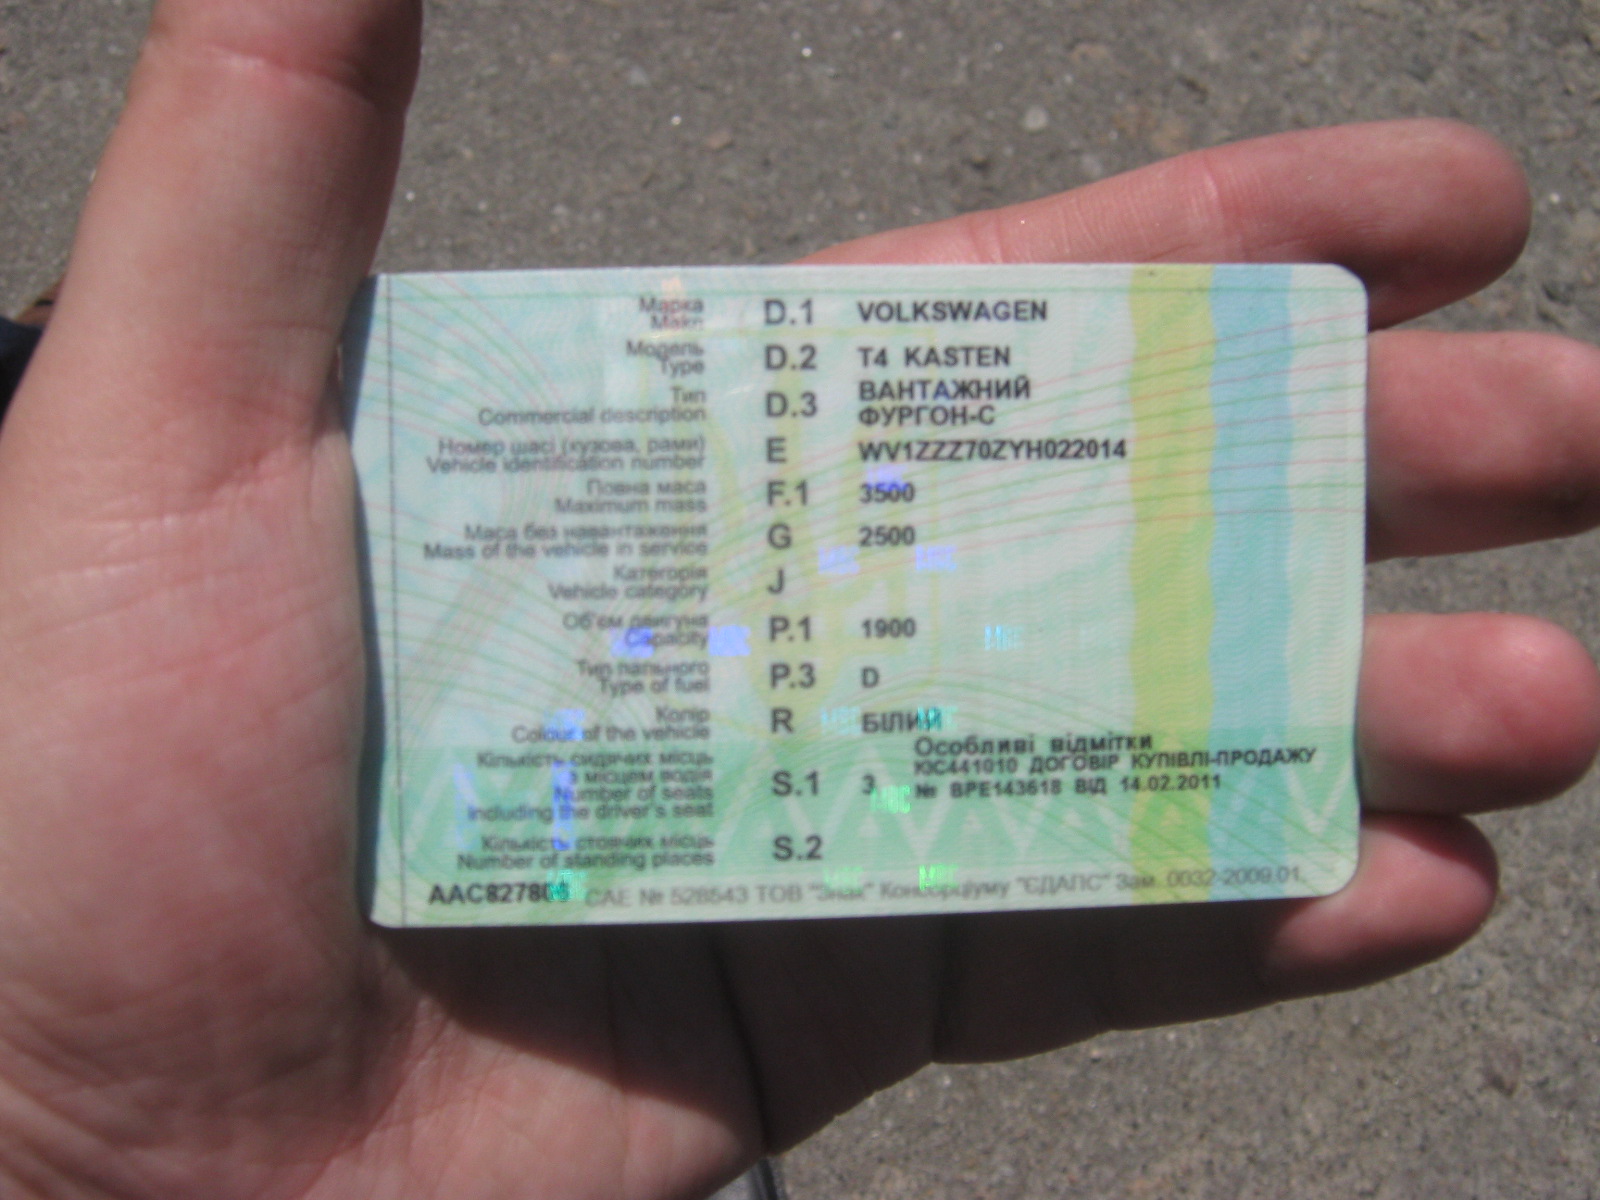 Марка D.1 VOLKSWAGEN
Make
Модель D.2 T4 KASTEN
Type
Тип D.3 ВАНТАЖНИЙ
Commercial description ФУРГОН-С
Номер шасі (кузова, рами) E WV1ZZZ70ZYH022014
Vehicle identification number
Повна маса F.1 3500
Maximum mass
Маса без навантаження G 2500
Mass of the vehicle in service
Категорія J
Vehicle category
Об'єм двигуна P.1 1900
Capacity
Тип пального P.3 D
Type of fuel
Колір R БІЛИЙ
Colour of the vehicle
Особливі відмітки
Кількість сидячих місць ЮС441010 ДОГОВІР КУПІВЛІ-ПРОДАЖУ
з місцем водія S.1 3 № ВРЕ143618 ВІД 14.02.2011
Number of seats
including the driver's seat
Кількість стоячих місць S.2
Number of standing places
САЕ № 528543 ТОВ "Знак" Консорціуму "ЄДАПС" Зам. 0032-2009.01.